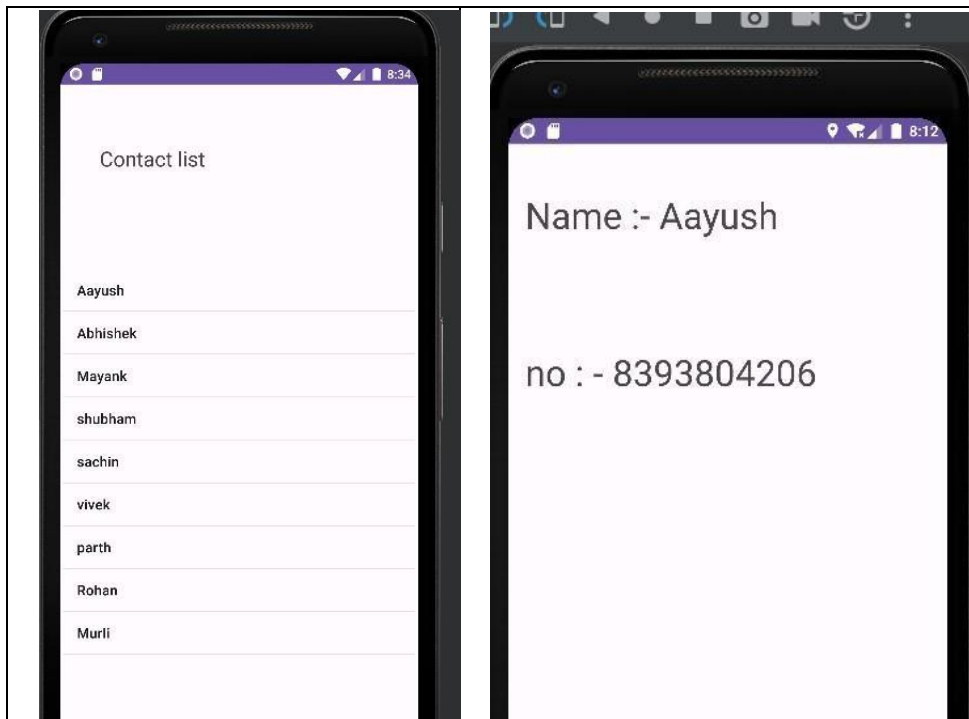 8:34
Contact list
Aayush
Abhishek
Mayank
shubham
sachin
vivek
parth
Rohan
Murli
8:12
Name :- Aayush
no : - 8393804206